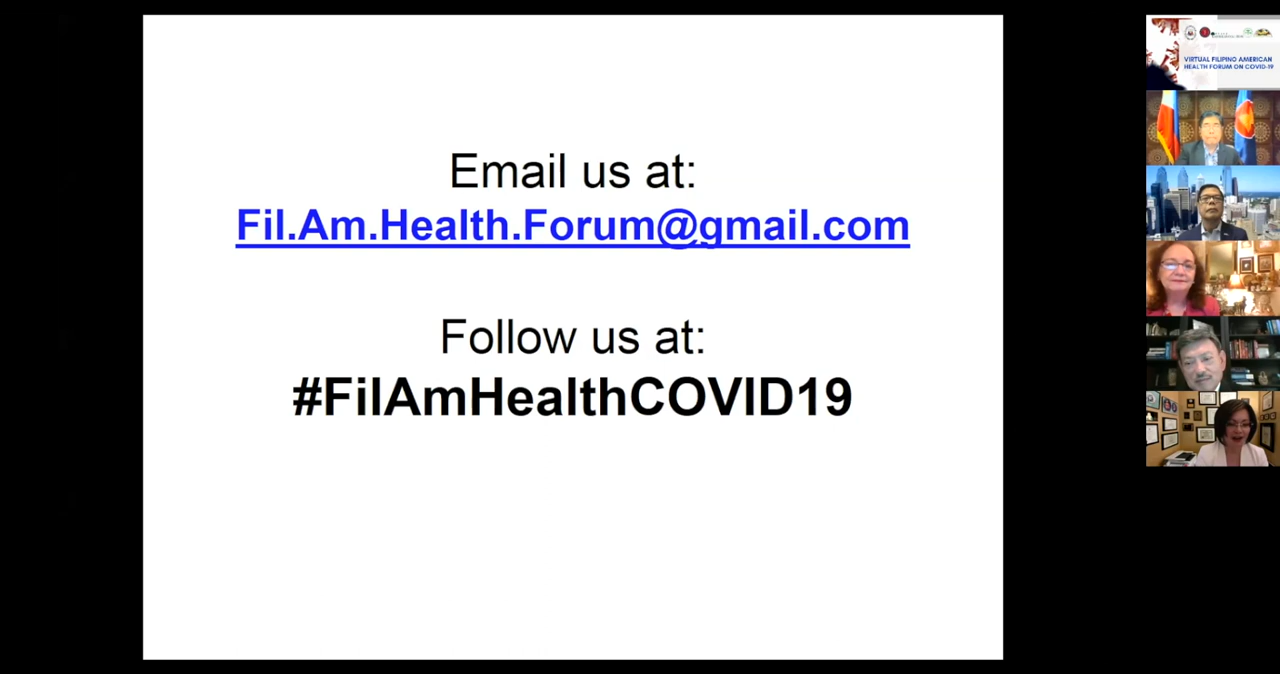 Email us at:
Fil.Am.Health.Forum@gmail.com
Follow us at:
#FilAmHealthCOVID19
VIRTUAL FILIPINO AMERICAN
HEALTH FORUM ON COVID-19